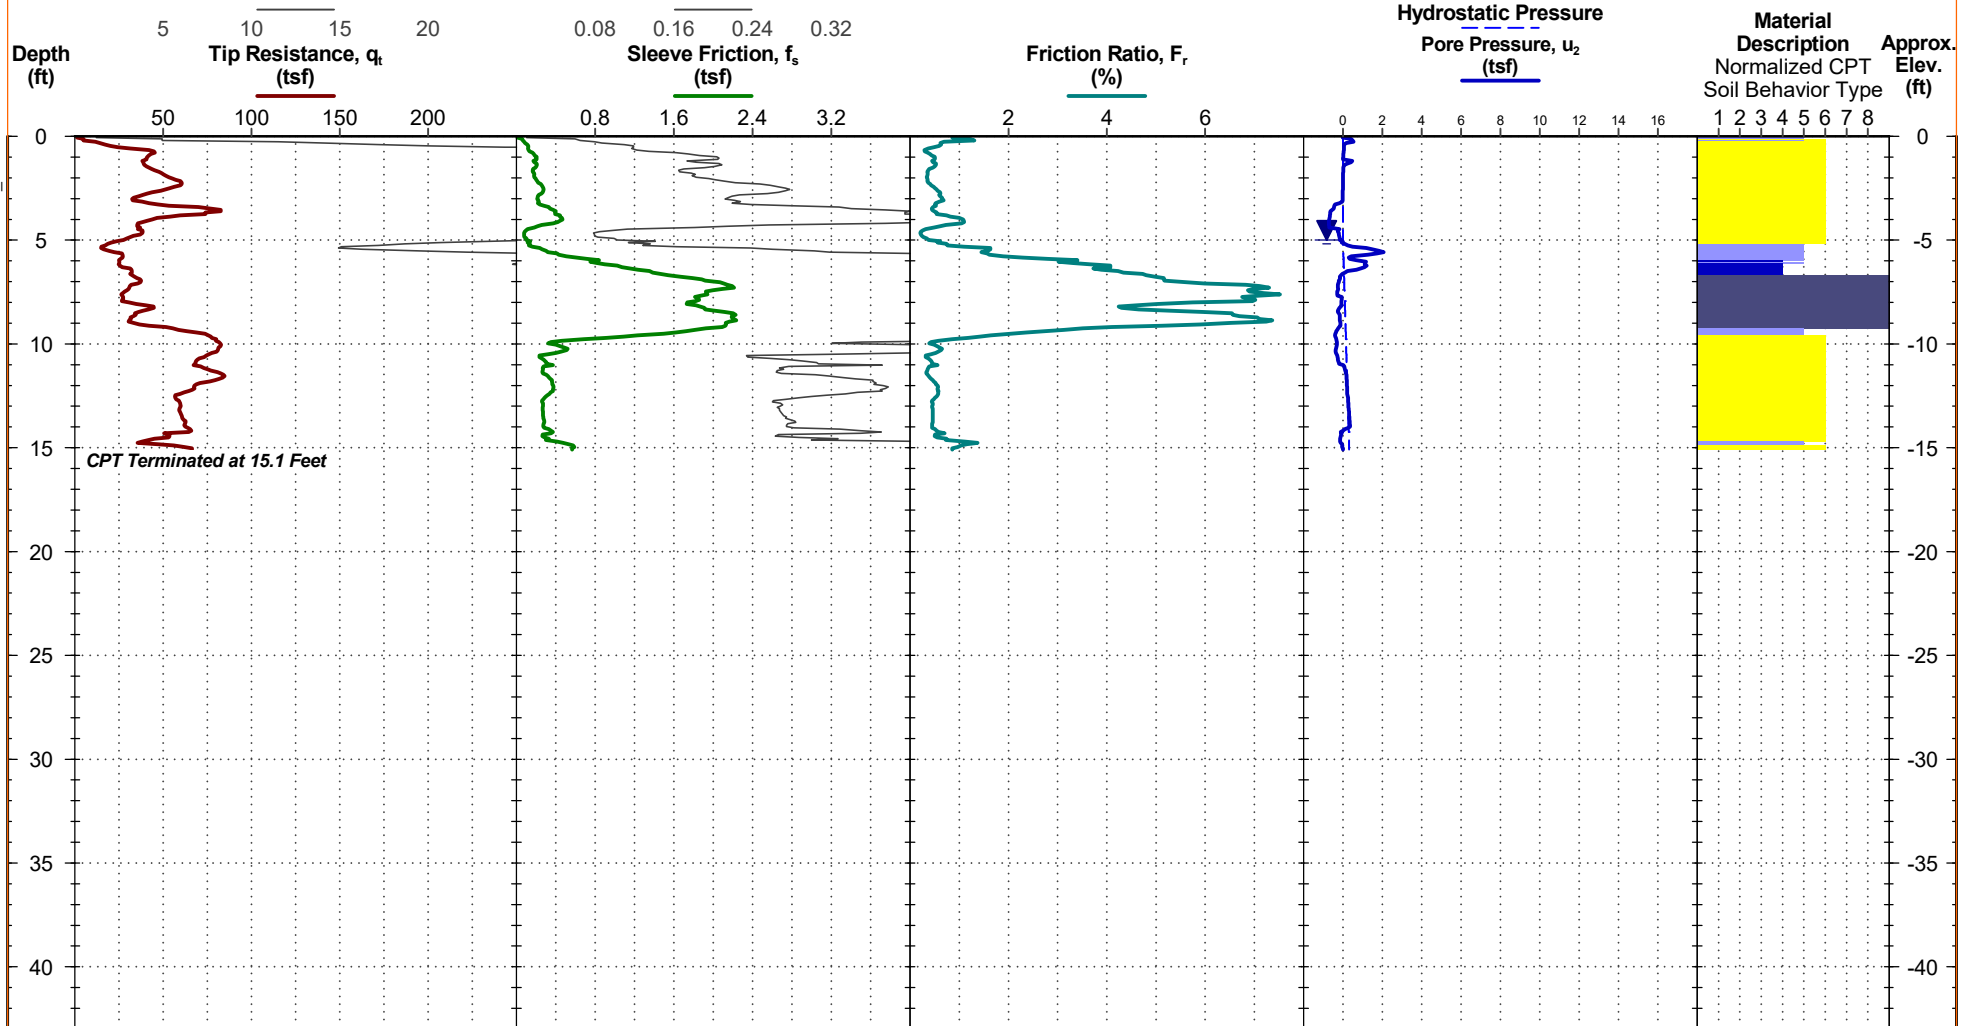 5 10 15 20
0.08 0.16 0.24 0.32
Hydrostatic Pressure
Depth
(ft)
Tip Resistance, qt
(tsf)
Sleeve Friction, fs
(tsf)
Friction Ratio, Fr
(%)
Pore Pressure, u2
(tsf)
Material
Description
Normalized CPT
Soil Behavior Type
Approx.
Elev.
(ft)
50 100 150 200
0.8 1.6 2.4 3.2
2 4 6
0 2 4 6 8 10 12 14 16
1 2 3 4 5 6 7 8
0 0
5 -5
10 -10
15 -15
CPT Terminated at 15.1 Feet
20 -20
25 -25
30 -30
35 -35
40 -40